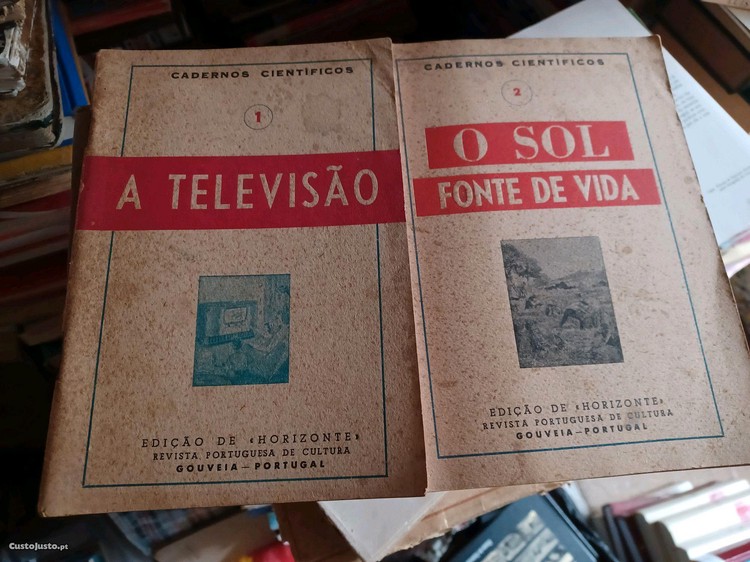 CADERNOS CIENTÍFICOS
1
A TELEVISÃO
EDIÇÃO DE «HORIZONTE»
REVISTA PORTUGUESA DE CULTURA
GOUVEIA — PORTUGAL
CADERNOS CIENTÍFICOS
2
O SOL
FONTE DE VIDA
EDIÇÃO DE «HORIZONTE»
REVISTA PORTUGUESA DE CULTURA
GOUVEIA — PORTUGAL
CustoJusto.pt